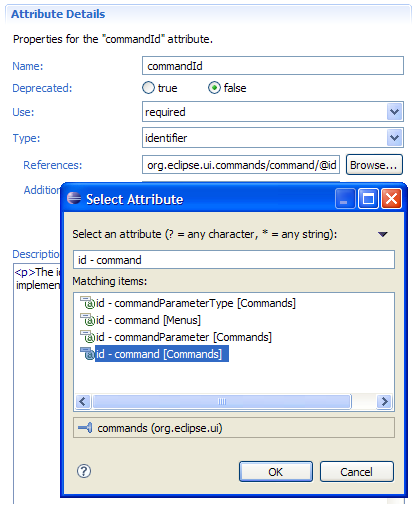 Attribute Details
Properties for the "commandId" attribute.
Name: commandId
Deprecated: true false
Use: required
Type: identifier
References: org.eclipse.ui.commands/command/@id Browse...
Addition
Select Attribute
Select an attribute (? = any character, * = any string):
id - command
Matching items:
id - commandParameterType [Commands]
id - command [Menus]
id - commandParameter [Commands]
id - command [Commands]
commands (org.eclipse.ui)
? OK Cancel
Description
<p>The id
implemen